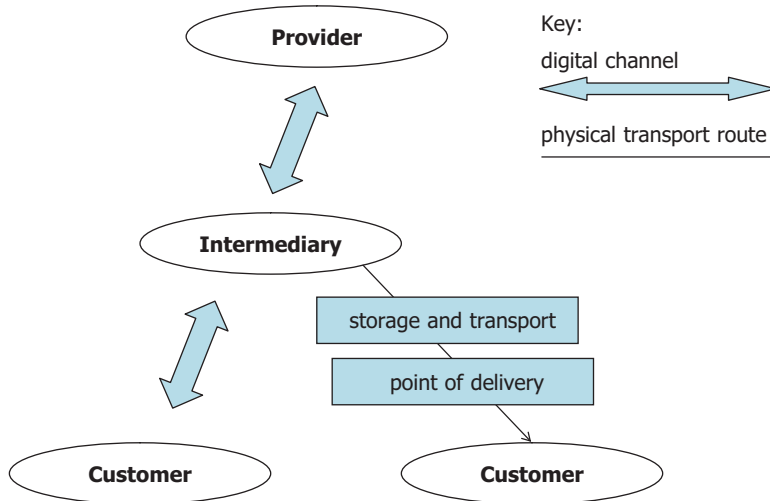 Provider
Key:
digital channel
physical transport route
Intermediary
storage and transport
point of delivery
Customer
Customer